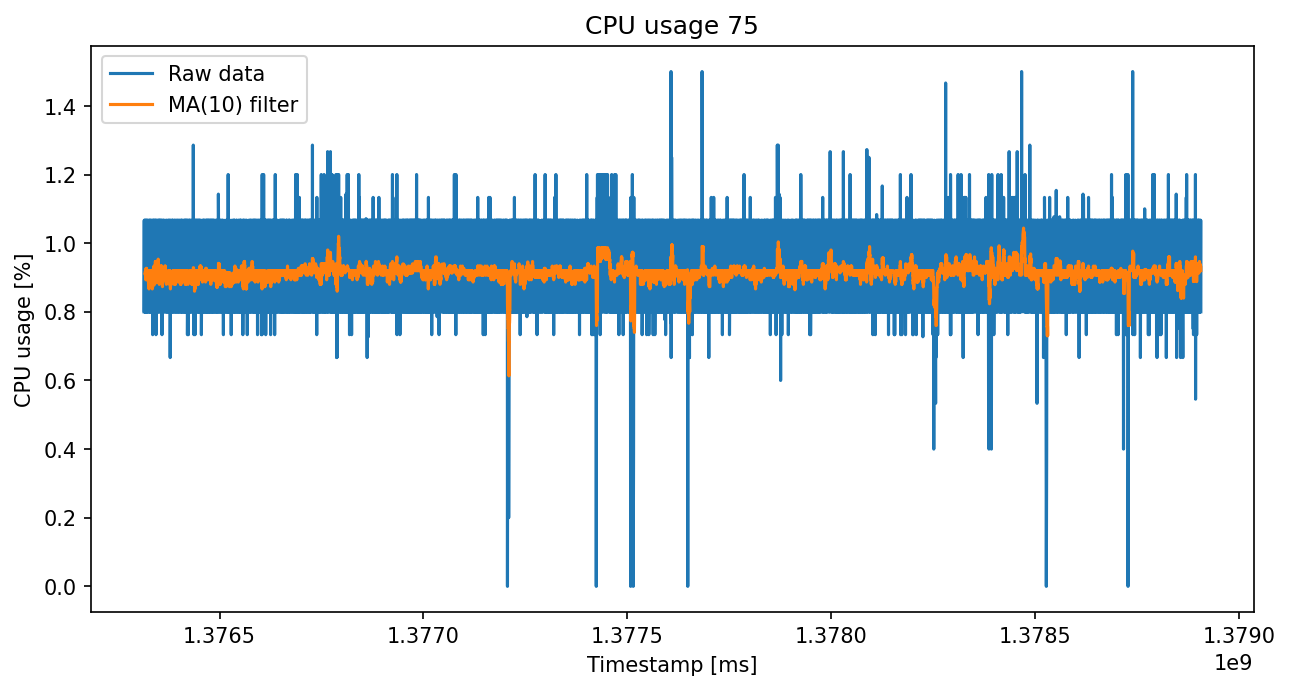 CPU usage 75
Raw data
MA(10) filter
CPU usage [%]
1.4
1.2
1.0
0.8
0.6
0.4
0.2
0.0
1.3765 1.3770 1.3775 1.3780 1.3785 1.3790
1e9
Timestamp [ms]